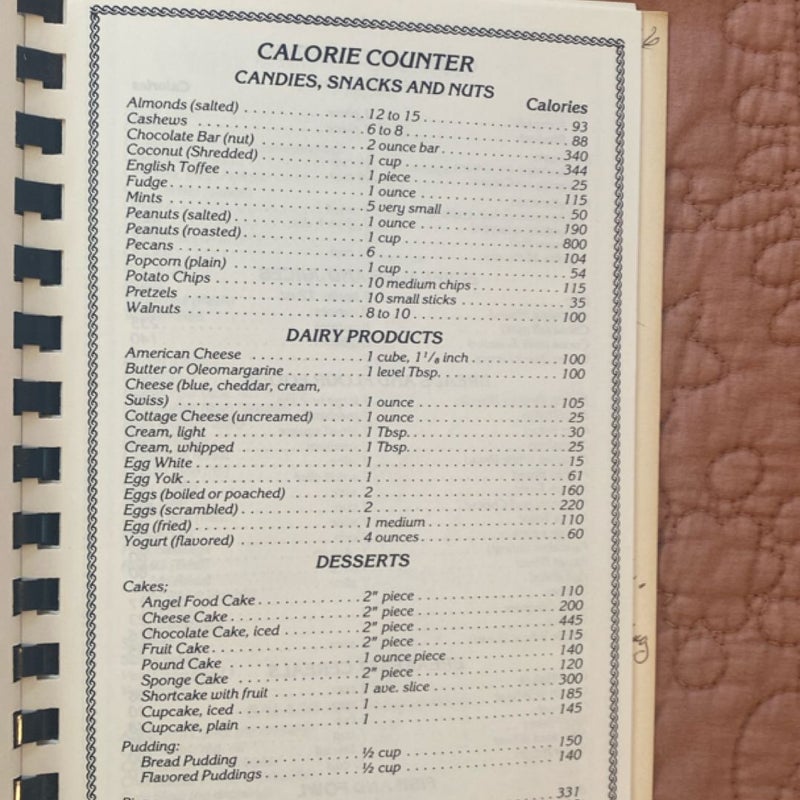 CALORIE COUNTER
CANDIES, SNACKS AND NUTS
Calories
Almonds (salted) . . . . . . . . . . . . . . . 12 to 15 . . . . . . . . . . . . . . . . . 93
Cashews . . . . . . . . . . . . . . . . . . . . . 6 to 8 . . . . . . . . . . . . . . . . . . 88
Chocolate Bar (nut) . . . . . . . . . . . . . 2 ounce bar . . . . . . . . . . . . . . 340
Coconut (Shredded) . . . . . . . . . . . . . 1 cup . . . . . . . . . . . . . . . . . . 344
English Toffee . . . . . . . . . . . . . . . . . 1 piece . . . . . . . . . . . . . . . . . 25
Fudge . . . . . . . . . . . . . . . . . . . . . . . 1 ounce . . . . . . . . . . . . . . . . 115
Mints . . . . . . . . . . . . . . . . . . . . . . . 5 very small . . . . . . . . . . . . . . 50
Peanuts (salted) . . . . . . . . . . . . . . . . 1 ounce . . . . . . . . . . . . . . . . 190
Peanuts (roasted) . . . . . . . . . . . . . . . 1 cup . . . . . . . . . . . . . . . . . . 800
Pecans . . . . . . . . . . . . . . . . . . . . . . 6 . . . . . . . . . . . . . . . . . . . . . 104
Popcorn (plain) . . . . . . . . . . . . . . . . 1 cup . . . . . . . . . . . . . . . . . . 54
Potato Chips . . . . . . . . . . . . . . . . . . 10 medium chips . . . . . . . . . . . 115
Pretzels . . . . . . . . . . . . . . . . . . . . . 10 small sticks . . . . . . . . . . . . . 35
Walnuts . . . . . . . . . . . . . . . . . . . . . 8 to 10 . . . . . . . . . . . . . . . . . 100
DAIRY PRODUCTS
American Cheese . . . . . . . . . . . . . . 1 cube, 1 1/8 inch . . . . . . . . . . . 100
Butter or Oleomargarine . . . . . . . . . . 1 level Tbsp. . . . . . . . . . . . . . . . 100
Cheese (blue, cheddar, cream,
Swiss) . . . . . . . . . . . . . . . . . . . . . . 1 ounce . . . . . . . . . . . . . . . . 105
Cottage Cheese (uncreamed) . . . . . . 1 ounce . . . . . . . . . . . . . . . . . 25
Cream, light . . . . . . . . . . . . . . . . . . 1 Tbsp. . . . . . . . . . . . . . . . . . . 30
Cream, whipped . . . . . . . . . . . . . . . 1 Tbsp. . . . . . . . . . . . . . . . . . . 25
Egg White . . . . . . . . . . . . . . . . . . . . 1 . . . . . . . . . . . . . . . . . . . . . . 15
Egg Yolk . . . . . . . . . . . . . . . . . . . . . 1 . . . . . . . . . . . . . . . . . . . . . . 61
Eggs (boiled or poached) . . . . . . . . . 2 . . . . . . . . . . . . . . . . . . . . . 160
Eggs (scrambled) . . . . . . . . . . . . . . . 2 . . . . . . . . . . . . . . . . . . . . . 220
Egg (fried) . . . . . . . . . . . . . . . . . . . . 1 medium . . . . . . . . . . . . . . . 110
Yogurt (flavored) . . . . . . . . . . . . . . . 4 ounces . . . . . . . . . . . . . . . . 60
DESSERTS
Cakes;
Angel Food Cake . . . . . . . . . . . . . 2" piece . . . . . . . . . . . . . . . . 110
Cheese Cake . . . . . . . . . . . . . . . . 2" piece . . . . . . . . . . . . . . . . 200
Chocolate Cake, iced . . . . . . . . . . 2" piece . . . . . . . . . . . . . . . . 445
Fruit Cake . . . . . . . . . . . . . . . . . . 2" piece . . . . . . . . . . . . . . . . 115
Pound Cake . . . . . . . . . . . . . . . . . 1 ounce piece . . . . . . . . . . . . 140
Sponge Cake . . . . . . . . . . . . . . . . 2" piece . . . . . . . . . . . . . . . . 120
Shortcake with fruit . . . . . . . . . . . 1 ave. slice . . . . . . . . . . . . . . 300
Cupcake, iced . . . . . . . . . . . . . . . 1 . . . . . . . . . . . . . . . . . . . . . 185
Cupcake, plain . . . . . . . . . . . . . . 1 . . . . . . . . . . . . . . . . . . . . . 145
Pudding:
Bread Pudding . . . . . . . . . . . . . . ½ cup . . . . . . . . . . . . . . . . . . 150
Flavored Puddings . . . . . . . . . . . . ½ cup . . . . . . . . . . . . . . . . . . 140
331